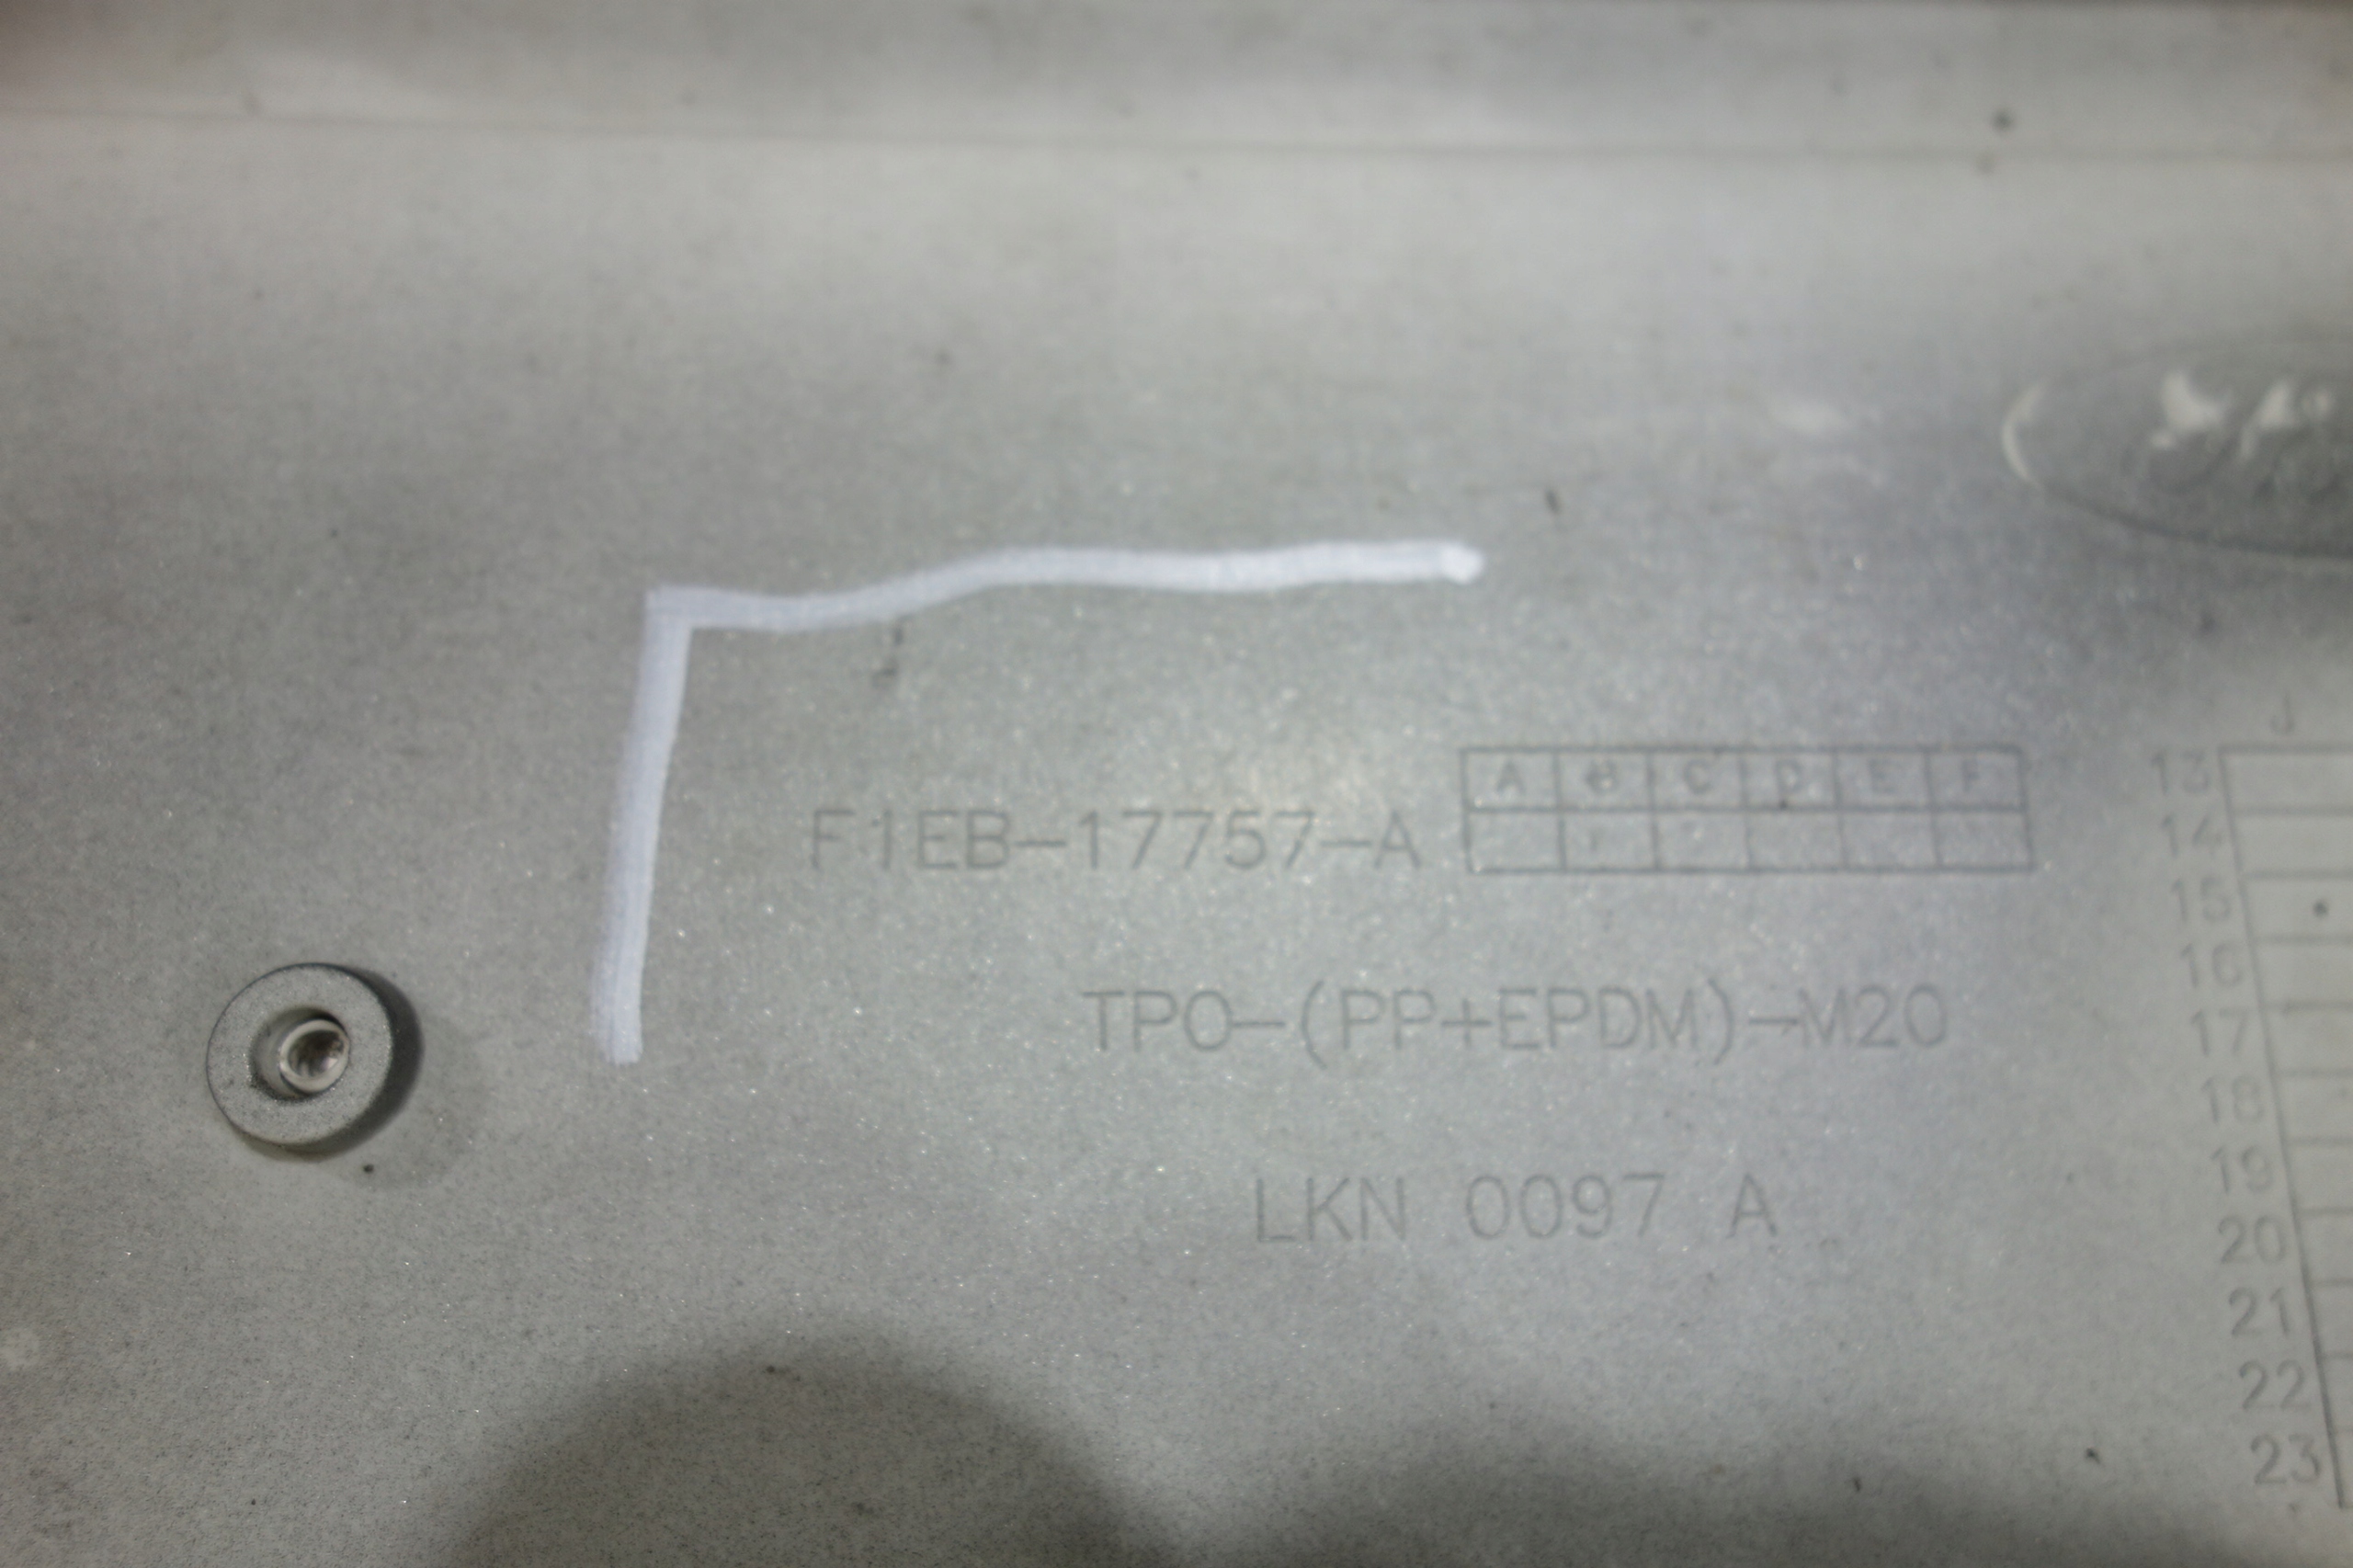 F1EB-17757-A
A B C D E F
TPO-(PP+EPDM)-M20
LKN 0097 A
J
13
14
15
16
17
18
19
20
21
22
23